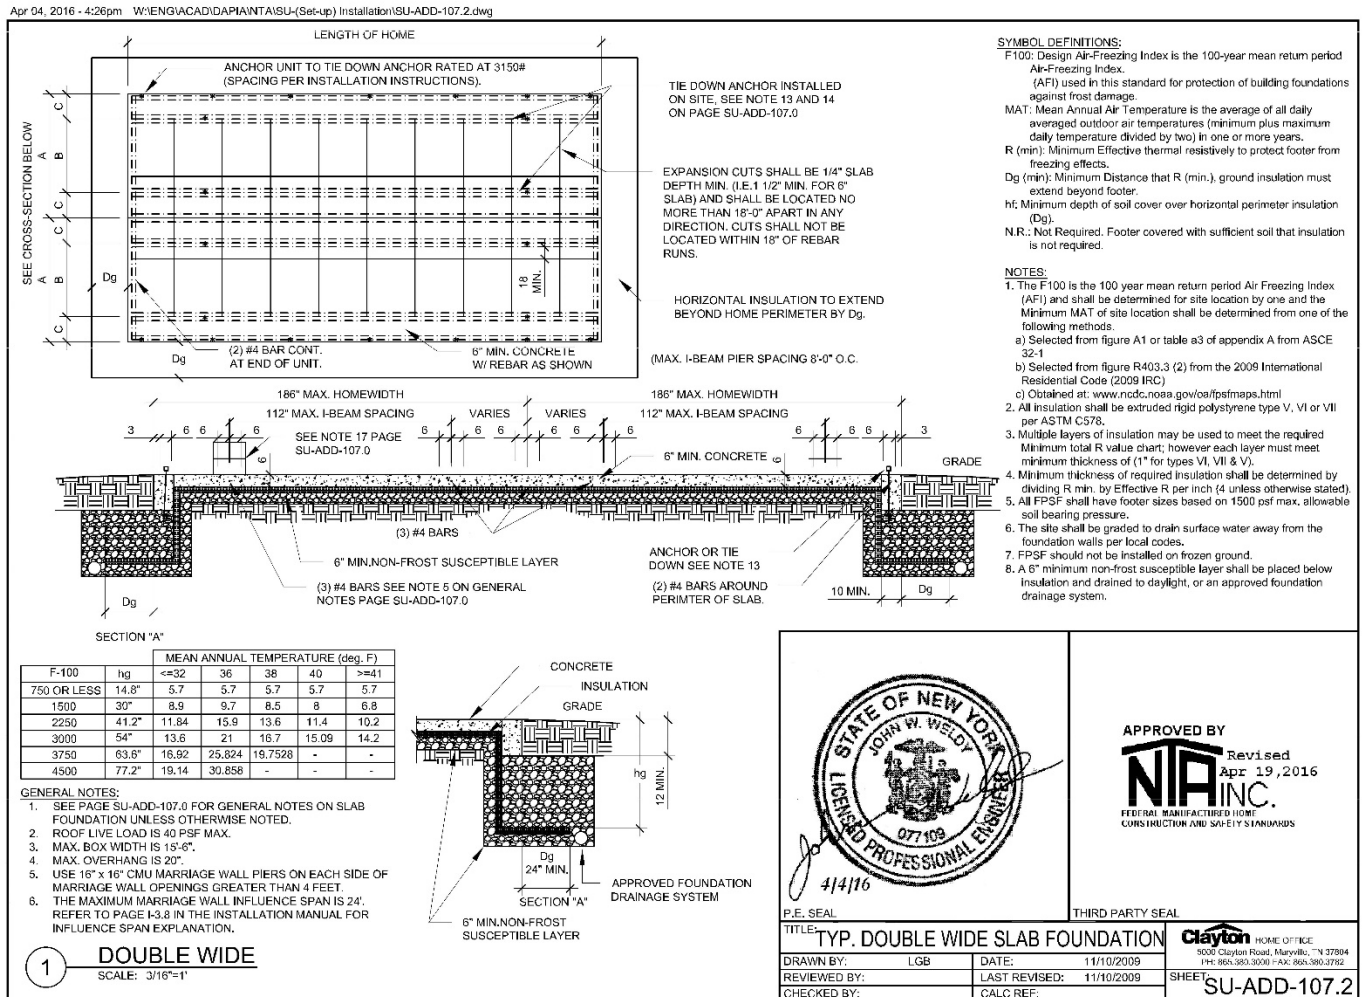 Apr 04, 2016 - 4:26pm W:\ENG\ACAD\DAPIA\NTA\SU-(Set-up) Installation\SU-ADD-107.2.dwg
LENGTH OF HOME
ANCHOR UNIT TO TIE DOWN ANCHOR RATED AT 3150#
(SPACING PER INSTALLATION INSTRUCTIONS).
TIE DOWN ANCHOR INSTALLED
ON SITE, SEE NOTE 13 AND 14
ON PAGE SU-ADD-107.0
EXPANSION CUTS SHALL BE 1/4" SLAB
DEPTH MIN. (I.E.1 1/2" MIN. FOR 6"
SLAB) AND SHALL BE LOCATED NO
MORE THAN 18'-0" APART IN ANY
DIRECTION. CUTS SHALL NOT BE
LOCATED WITHIN 18" OF REBAR
RUNS.
SEE CROSS-SECTION BELOW
A
A
C
B
C
C
B
C
Dg
18
MIN.
HORIZONTAL INSULATION TO EXTEND
BEYOND HOME PERIMETER BY Dg.
Dg
(2) #4 BAR CONT.
AT END OF UNIT.
6" MIN. CONCRETE
W/ REBAR AS SHOWN
(MAX. I-BEAM PIER SPACING 8'-0" O.C.
186" MAX. HOMEWIDTH
186" MAX. HOMEWIDTH
112" MAX. I-BEAM SPACING
VARIES
VARIES
112" MAX. I-BEAM SPACING
3 6 6 6 6 6 6 6 6 6 6 3
SEE NOTE 17 PAGE
SU-ADD-107.0
6
6" MIN. CONCRETE
6
GRADE
(3) #4 BARS
6" MIN.NON-FROST SUSCEPTIBLE LAYER
ANCHOR OR TIE
DOWN SEE NOTE 13
(3) #4 BARS SEE NOTE 5 ON GENERAL
NOTES PAGE SU-ADD-107.0
(2) #4 BARS AROUND
PERIMTER OF SLAB.
10 MIN.
Dg
Dg
SECTION "A"
SYMBOL DEFINITIONS:
F100: Design Air-Freezing Index is the 100-year mean return period
Air-Freezing Index.
(AFI) used in this standard for protection of building foundations
against frost damage.
MAT: Mean Annual Air Temperature is the average of all daily
averaged outdoor air temperatures (minimum plus maximum
daily temperature divided by two) in one or more years.
R (min): Minimum Effective thermal resistively to protect footer from
freezing effects.
Dg (min): Minimum Distance that R (min.), ground insulation must
extend beyond footer.
hf: Minimum depth of soil cover over horizontal perimeter insulation
(Dg).
N.R.: Not Required. Footer covered with sufficient soil that insulation
is not required.
NOTES:
1. The F100 is the 100 year mean return period Air Freezing Index
(AFI) and shall be determined for site location by one and the
Minimum MAT of site location shall be determined from one of the
following methods.
a) Selected from figure A1 or table a3 of appendix A from ASCE
32-1
b) Selected from figure R403.3 (2) from the 2009 International
Residential Code (2009 IRC)
c) Obtained at: www.ncdc.noaa.gov/oa/fpsfmaps.html
2. All insulation shall be extruded rigid polystyrene type V, VI or VII
per ASTM C578.
3. Multiple layers of insulation may be used to meet the required
Minimum total R value chart; however each layer must meet
minimum thickness of (1" for types VI, VII & V).
4. Minimum thickness of required insulation shall be determined by
dividing R min. by Effective R per inch (4 unless otherwise stated).
5. All FPSF shall have footer sizes based on 1500 psf max. allowable
soil bearing pressure.
6. The site shall be graded to drain surface water away from the
foundation walls per local codes.
7. FPSF should not be installed on frozen ground.
8. A 6" minimum non-frost susceptible layer shall be placed below
insulation and drained to daylight, or an approved foundation
drainage system.
MEAN ANNUAL TEMPERATURE (deg. F)
F-100 hg <=32 36 38 40 >=41
750 OR LESS 14.8" 5.7 5.7 5.7 5.7 5.7
1500 30" 8.9 9.7 8.5 8 6.8
2250 41.2" 11.84 15.9 13.6 11.4 10.2
3000 54" 13.6 21 16.7 15.09 14.2
3750 63.6" 16.92 25.824 19.7528 - -
4500 77.2" 19.14 30.858 - - -
GENERAL NOTES:
1. SEE PAGE SU-ADD-107.0 FOR GENERAL NOTES ON SLAB
FOUNDATION UNLESS OTHERWISE NOTED.
2. ROOF LIVE LOAD IS 40 PSF MAX.
3. MAX. BOX WIDTH IS 15'-6".
4. MAX. OVERHANG IS 20".
5. USE 16" x 16" CMU MARRIAGE WALL PIERS ON EACH SIDE OF
MARRIAGE WALL OPENINGS GREATER THAN 4 FEET.
6. THE MAXIMUM MARRIAGE WALL INFLUENCE SPAN IS 24'.
REFER TO PAGE I-3.8 IN THE INSTALLATION MANUAL FOR
INFLUENCE SPAN EXPLANATION.
1 DOUBLE WIDE
SCALE: 3/16"=1'
CONCRETE
INSULATION
GRADE
hg
12 MIN.
Dg
24" MIN.
SECTION "A"
APPROVED FOUNDATION
DRAINAGE SYSTEM
6" MIN.NON-FROST
SUSCEPTIBLE LAYER
STATE OF NEW YORK
JOHN W. WELDY
077109
LICENSED PROFESSIONAL ENGINEER
4/4/16
P.E. SEAL
APPROVED BY
NTA INC.
Revised
Apr 19,2016
FEDERAL MANUFACTURED HOME
CONSTRUCTION AND SAFETY STANDARDS
THIRD PARTY SEAL
TITLE: TYP. DOUBLE WIDE SLAB FOUNDATION
DRAWN BY: LGB DATE: 11/10/2009
REVIEWED BY: LAST REVISED: 11/10/2009
CHECKED BY: CALC REF:
Clayton HOME OFFICE
5000 Clayton Road, Maryville, TN 37804
PH: 865.380.3000 FAX: 865.380.3782
SHEET: SU-ADD-107.2